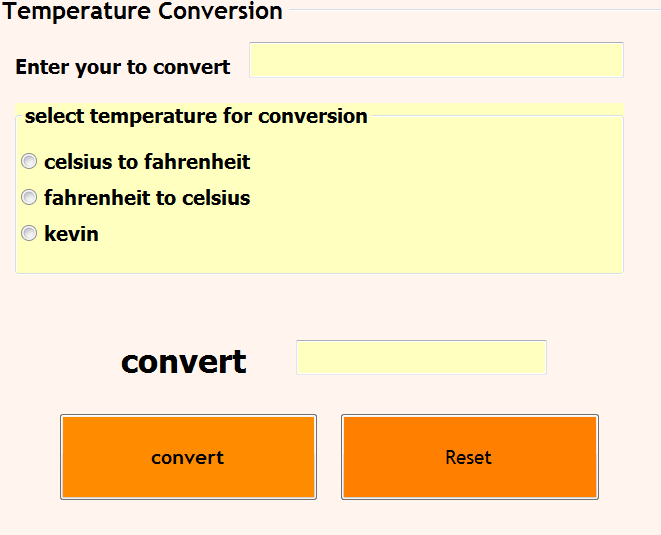 Temperature Conversion
Enter your to convert
select temperature for conversion
celsius to fahrenheit
fahrenheit to celsius
kevin
convert
convert Reset